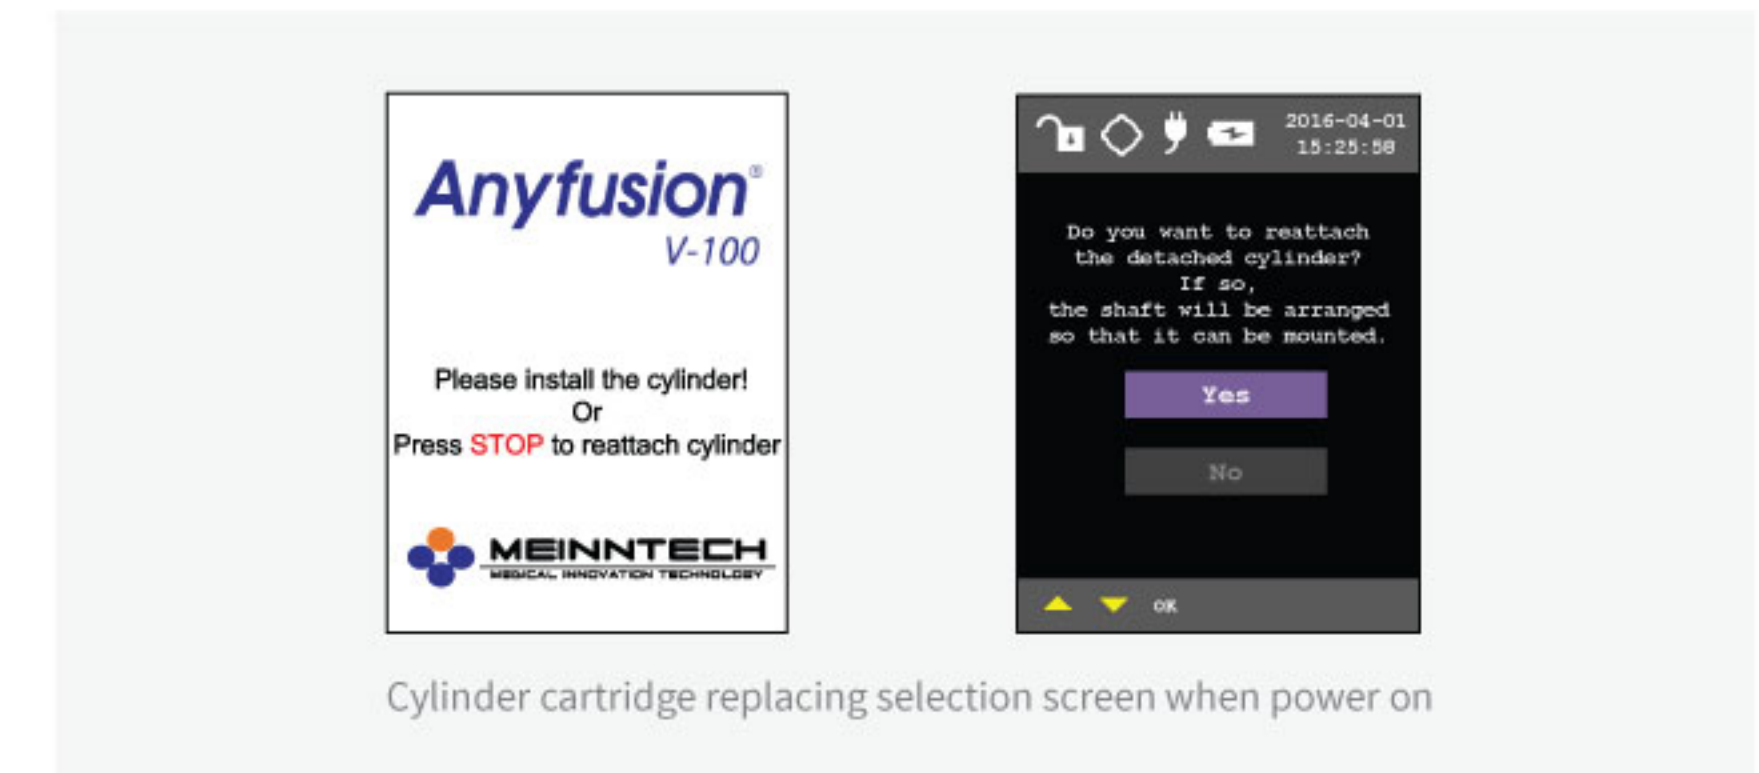 Anyfusion®
V-100
Please install the cylinder!
Or
Press STOP to reattach cylinder
MEINNTECH
MEDICAL INNOVATION TECHNOLOGY
2016-04-01
15:25:58
Do you want to reattach
the detached cylinder?
If so,
the shaft will be arranged
so that it can be mounted.
Yes
No
OK
Cylinder cartridge replacing selection screen when power on